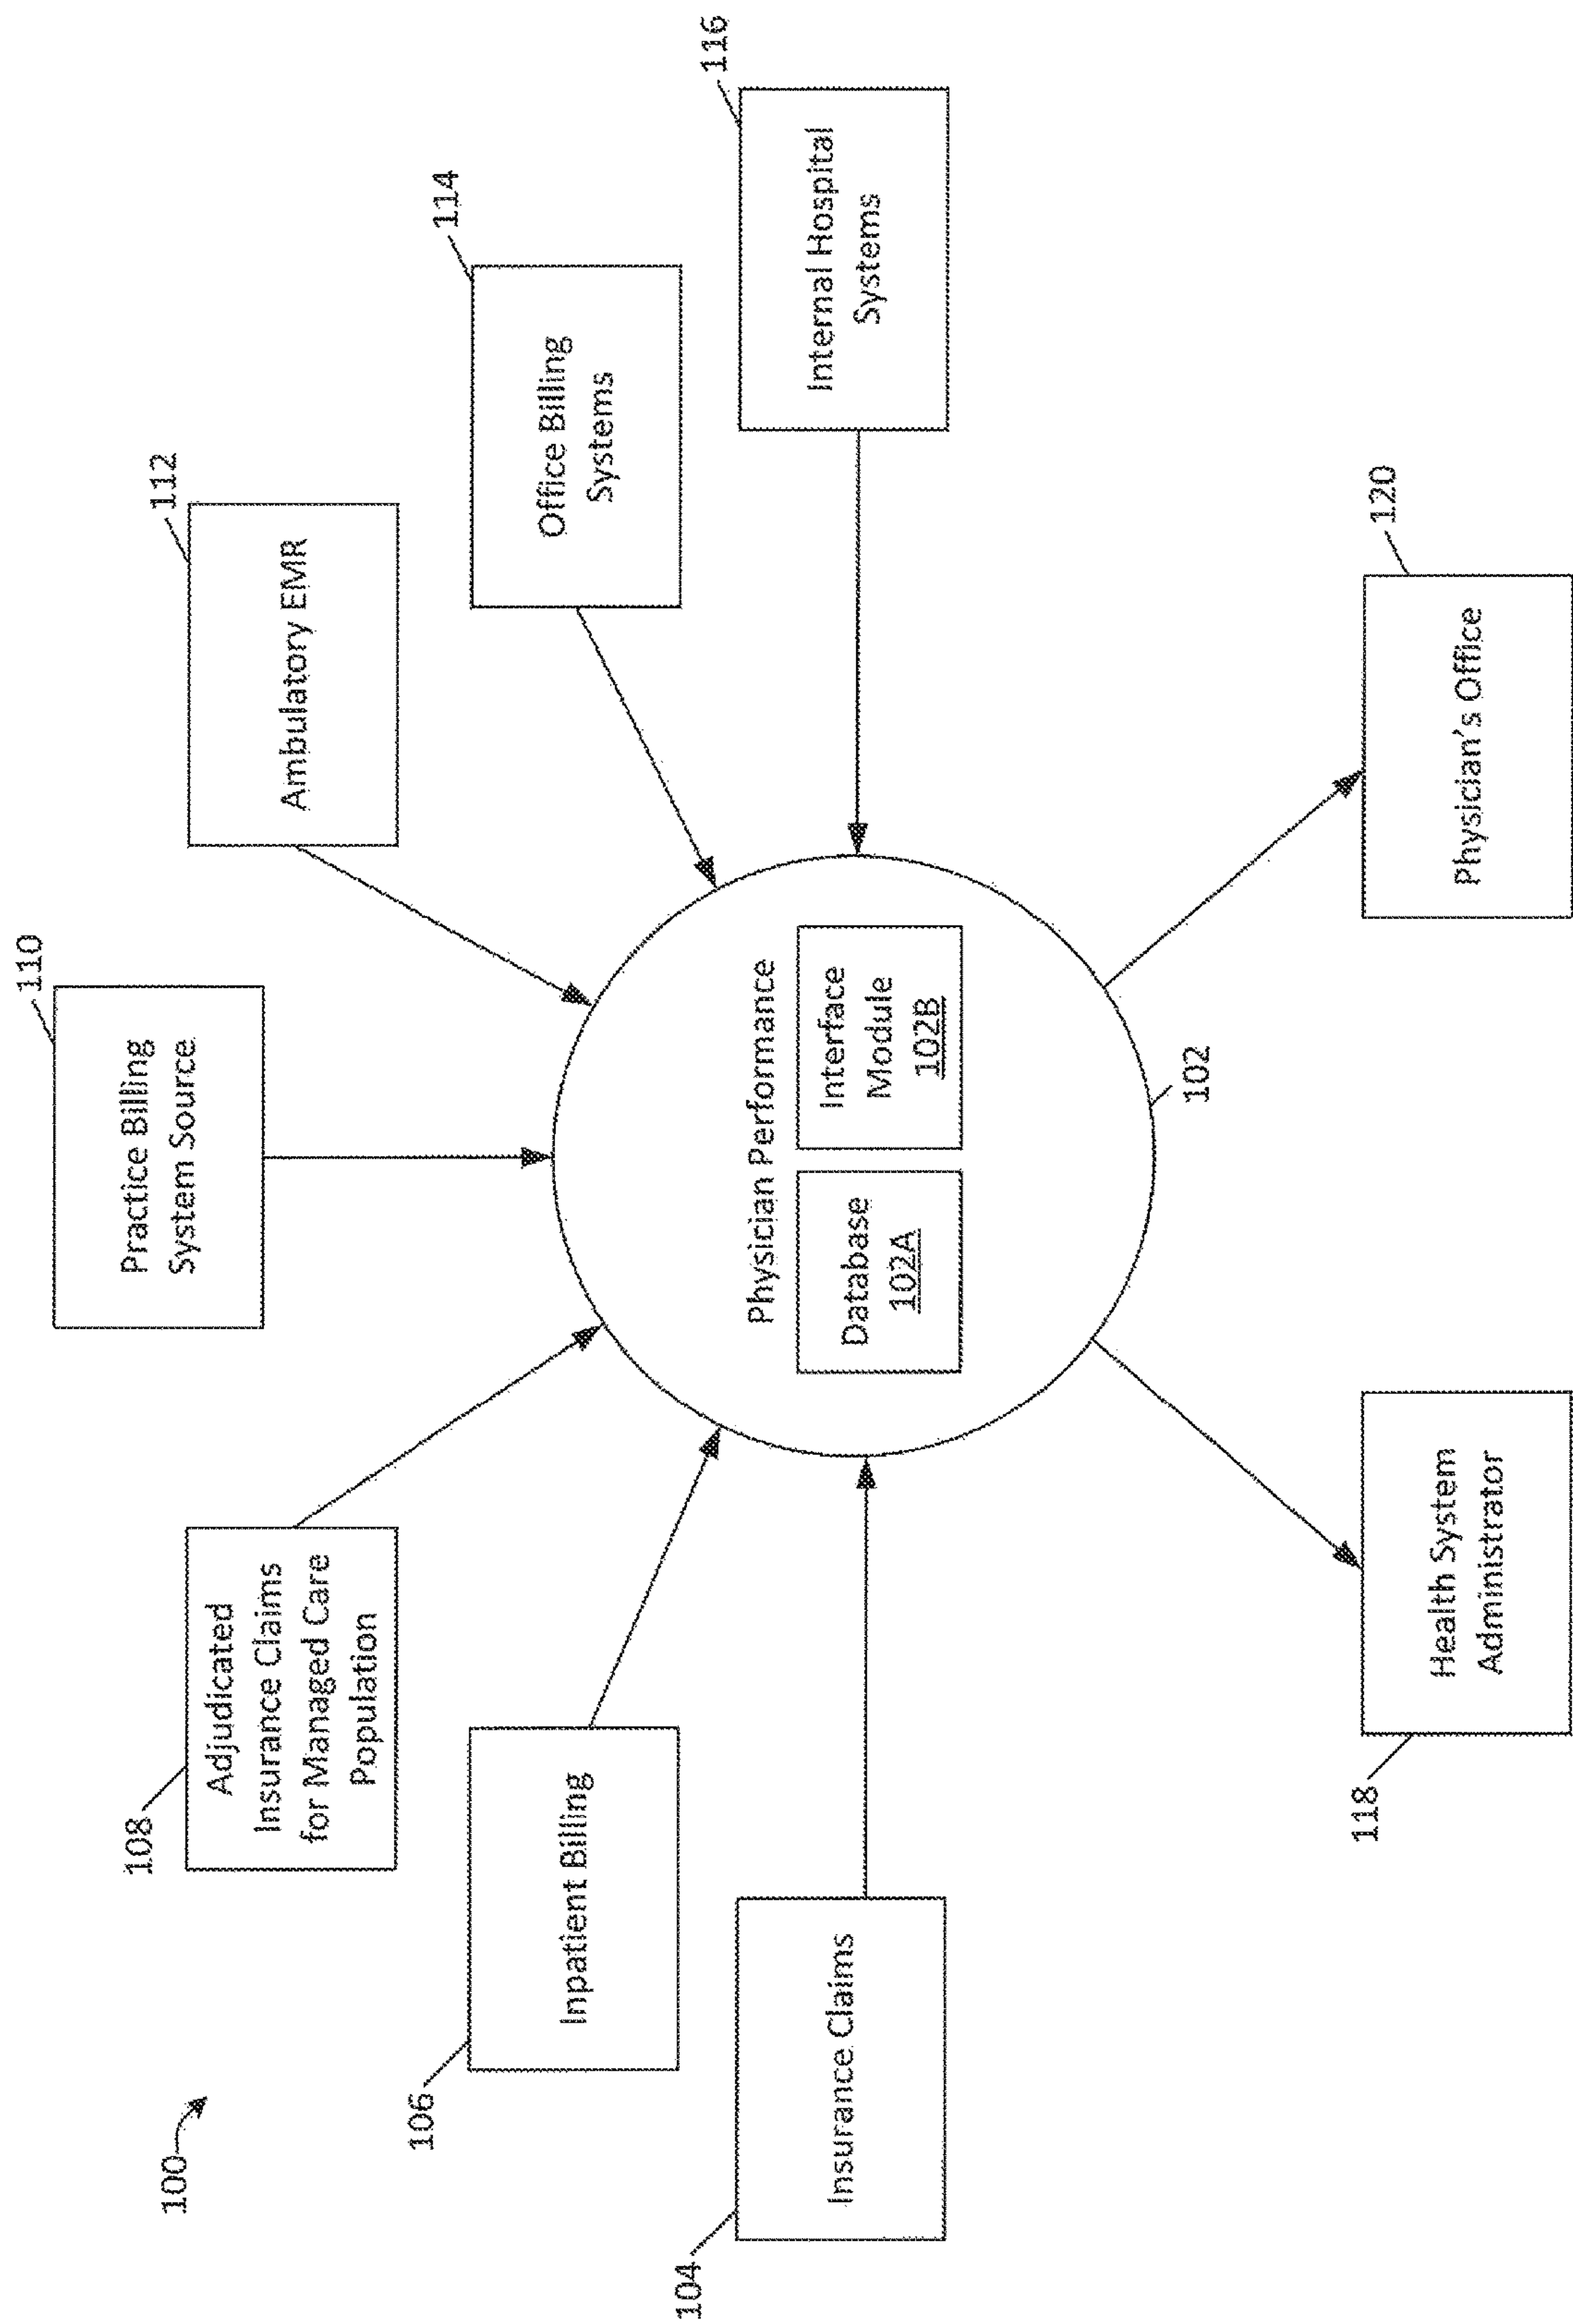 100
110
Practice Billing
System Source
108
Adjudicated
Insurance Claims
for Managed Care
Population
112
Ambulatory EMR
106
Inpatient Billing
114
Office Billing
Systems
104
Insurance Claims
116
Internal Hospital
Systems
Physician Performance
Database
102A
Interface
Module
102B
102
118
Health System
Administrator
120
Physician's Office